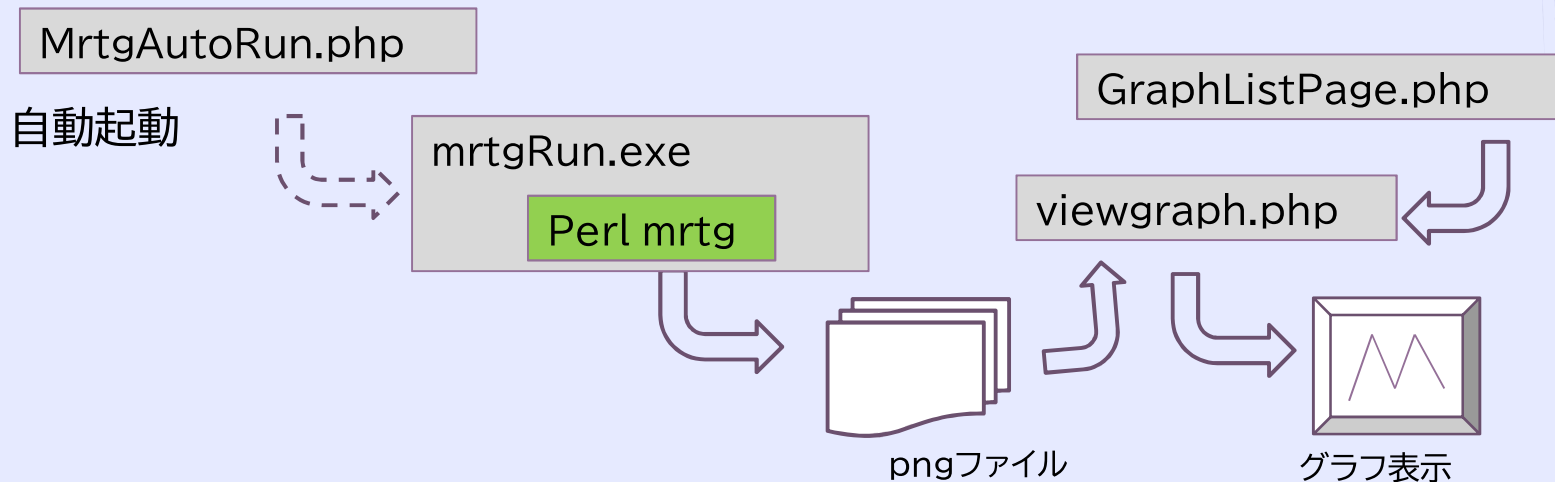 MrtgAutoRun.php
自動起動
mrtgRun.exe
Perl mrtg
GraphListPage.php
viewgraph.php
pngファイル
グラフ表示